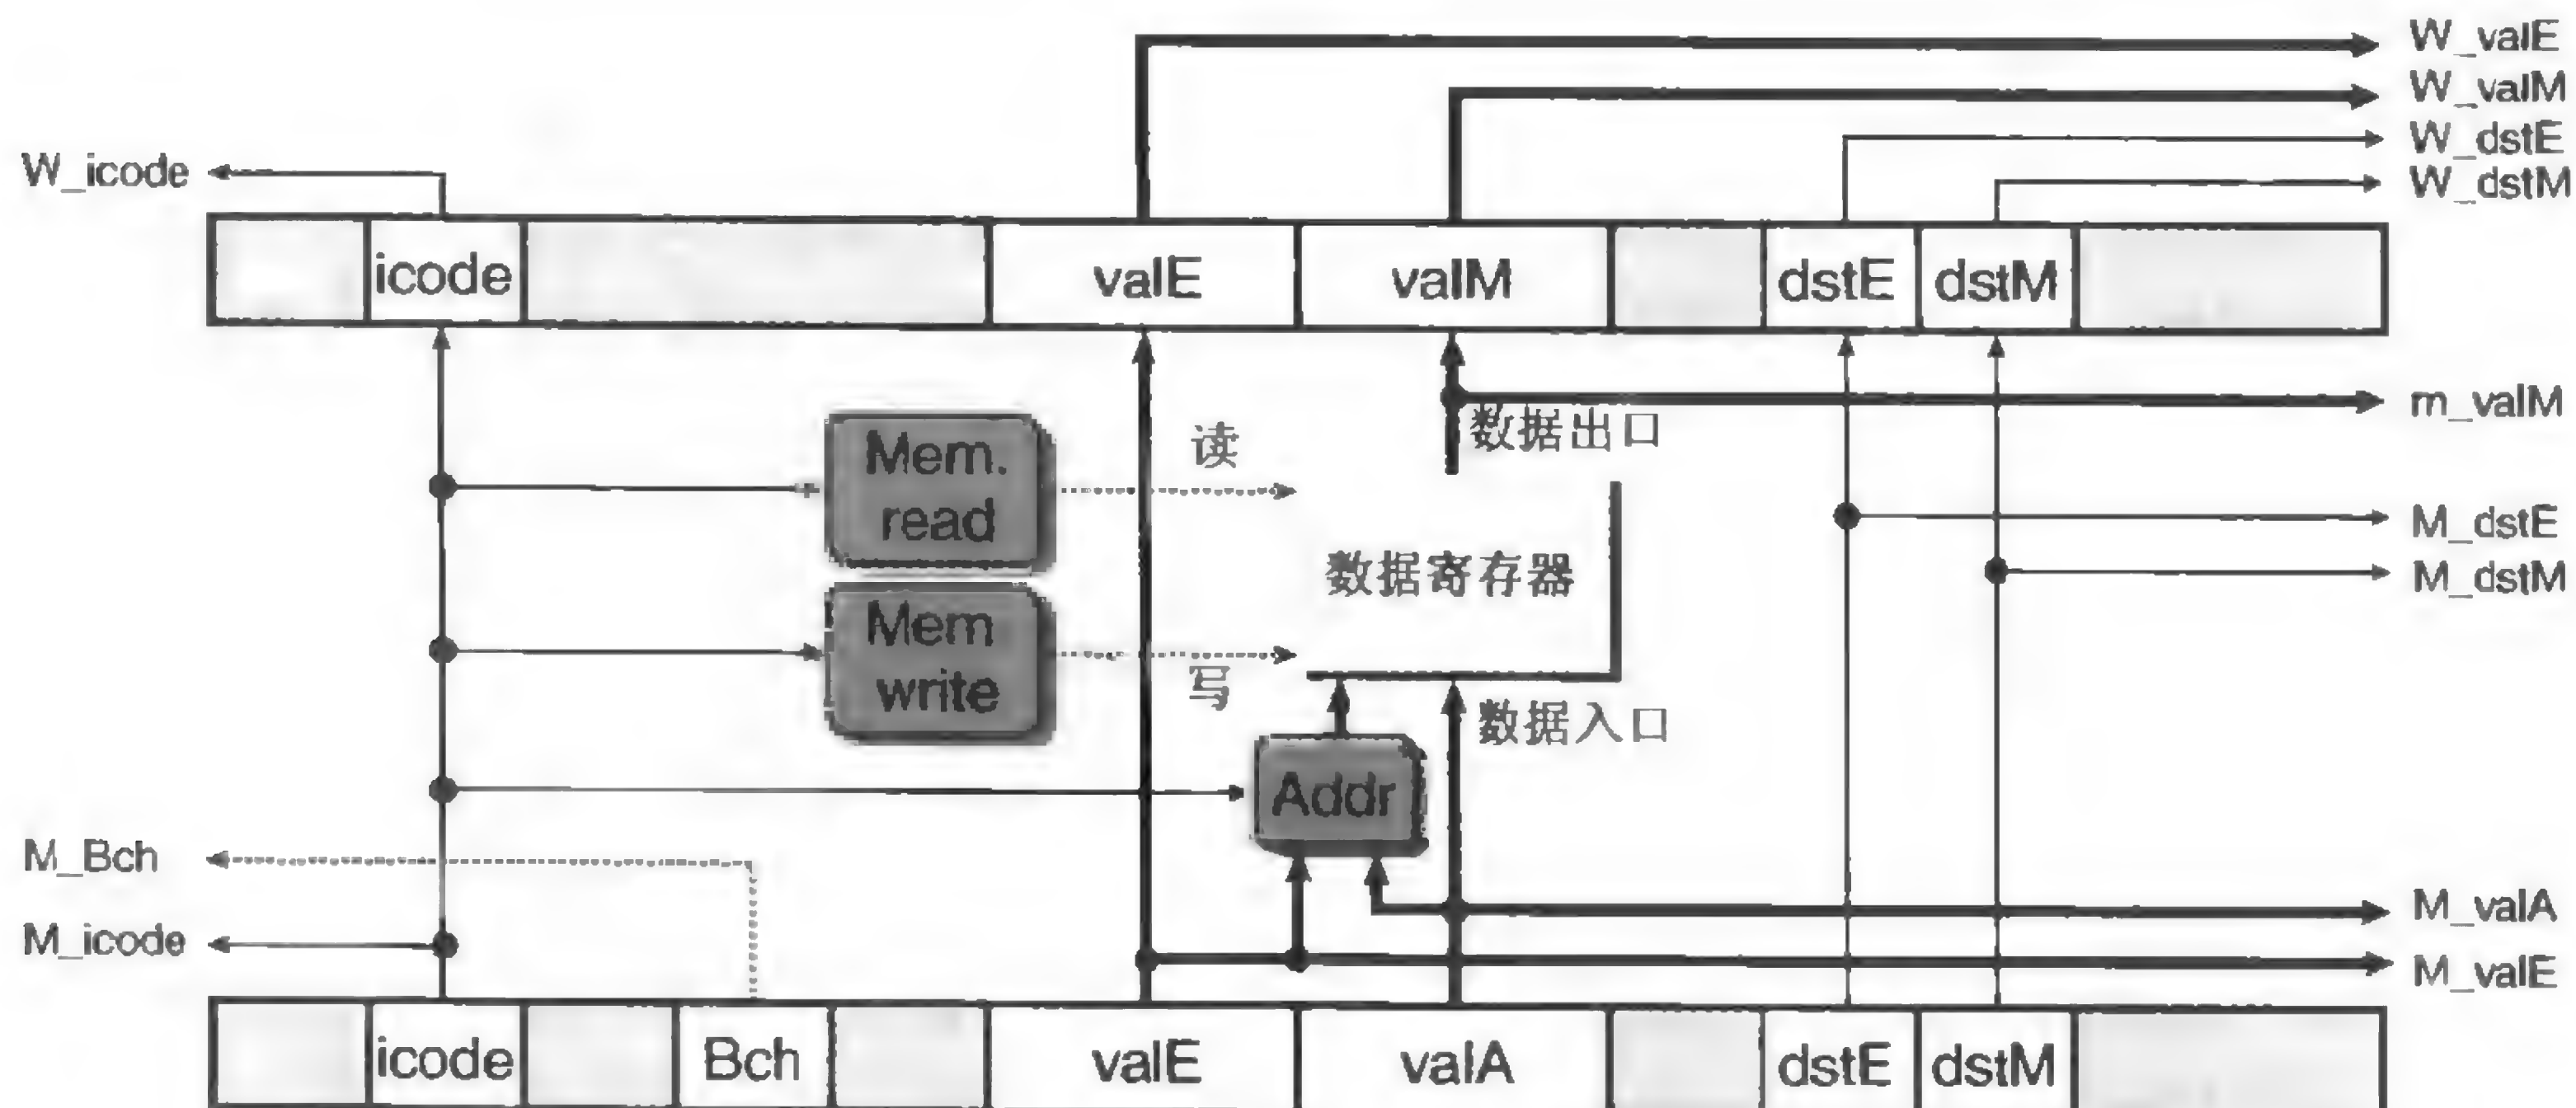 W_valE
W_valM
W_dstE
W_icode
W_dstM
icode valE valM dstE dstM
m_valM
数据出口
Mem.
read
读
M_dstE
数据寄存器
M_dstM
Mem
write
写
数据入口
Addr
M_Bch
M_valA
M_icode
M_valE
icode Bch valE valA dstE dstM